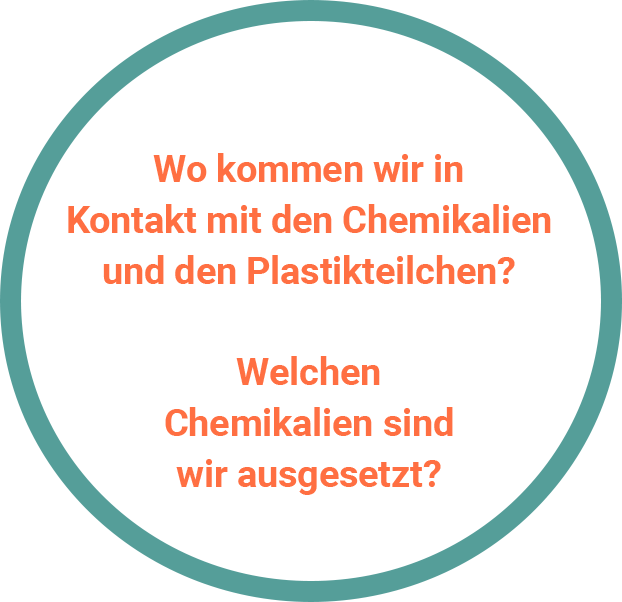 Wo kommen wir in
Kontakt mit den Chemikalien
und den Plastikteilchen?
Welchen
Chemikalien sind
wir ausgesetzt?